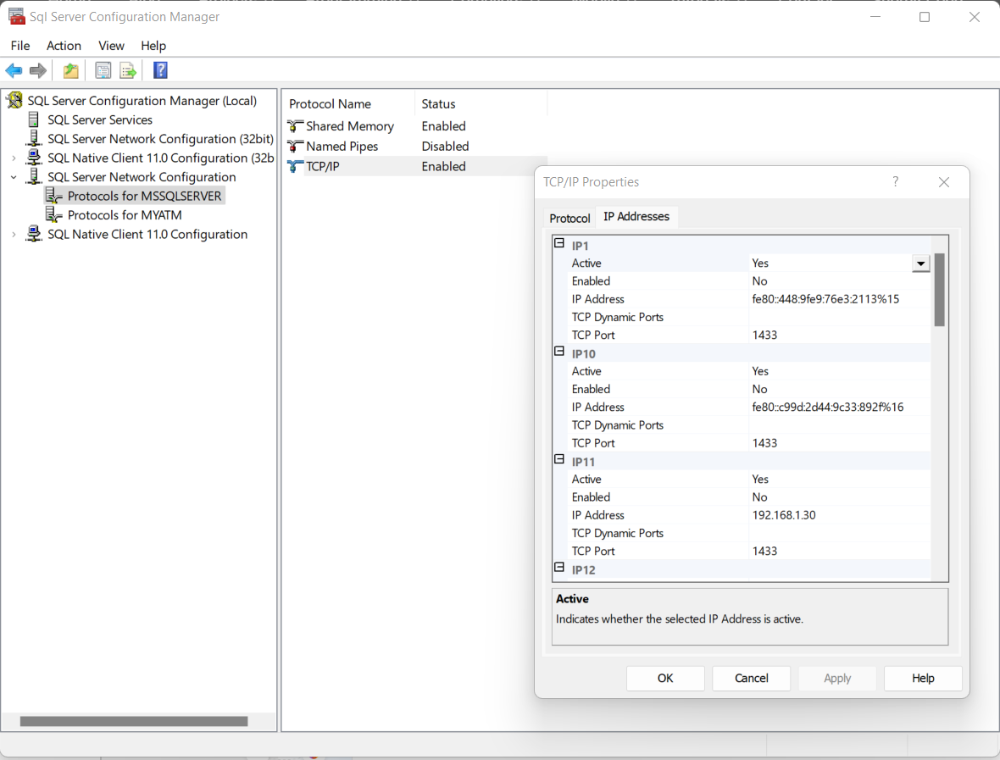 Sql Server Configuration Manager
File Action View Help
SQL Server Configuration Manager (Local)
SQL Server Services
SQL Server Network Configuration (32bit)
SQL Native Client 11.0 Configuration (32b
SQL Server Network Configuration
Protocols for MSSQLSERVER
Protocols for MYATM
SQL Native Client 11.0 Configuration
Protocol Name Status
Shared Memory Enabled
Named Pipes Disabled
TCP/IP Enabled
TCP/IP Properties ?
Protocol IP Addresses
IP1
Active Yes
Enabled No
IP Address fe80::448:9fe9:76e3:2113%15
TCP Dynamic Ports
TCP Port 1433
IP10
Active Yes
Enabled No
IP Address fe80::c99d:2d44:9c33:892f%16
TCP Dynamic Ports
TCP Port 1433
IP11
Active Yes
Enabled No
IP Address 192.168.1.30
TCP Dynamic Ports
TCP Port 1433
IP12
Active
Indicates whether the selected IP Address is active.
OK Cancel Apply Help